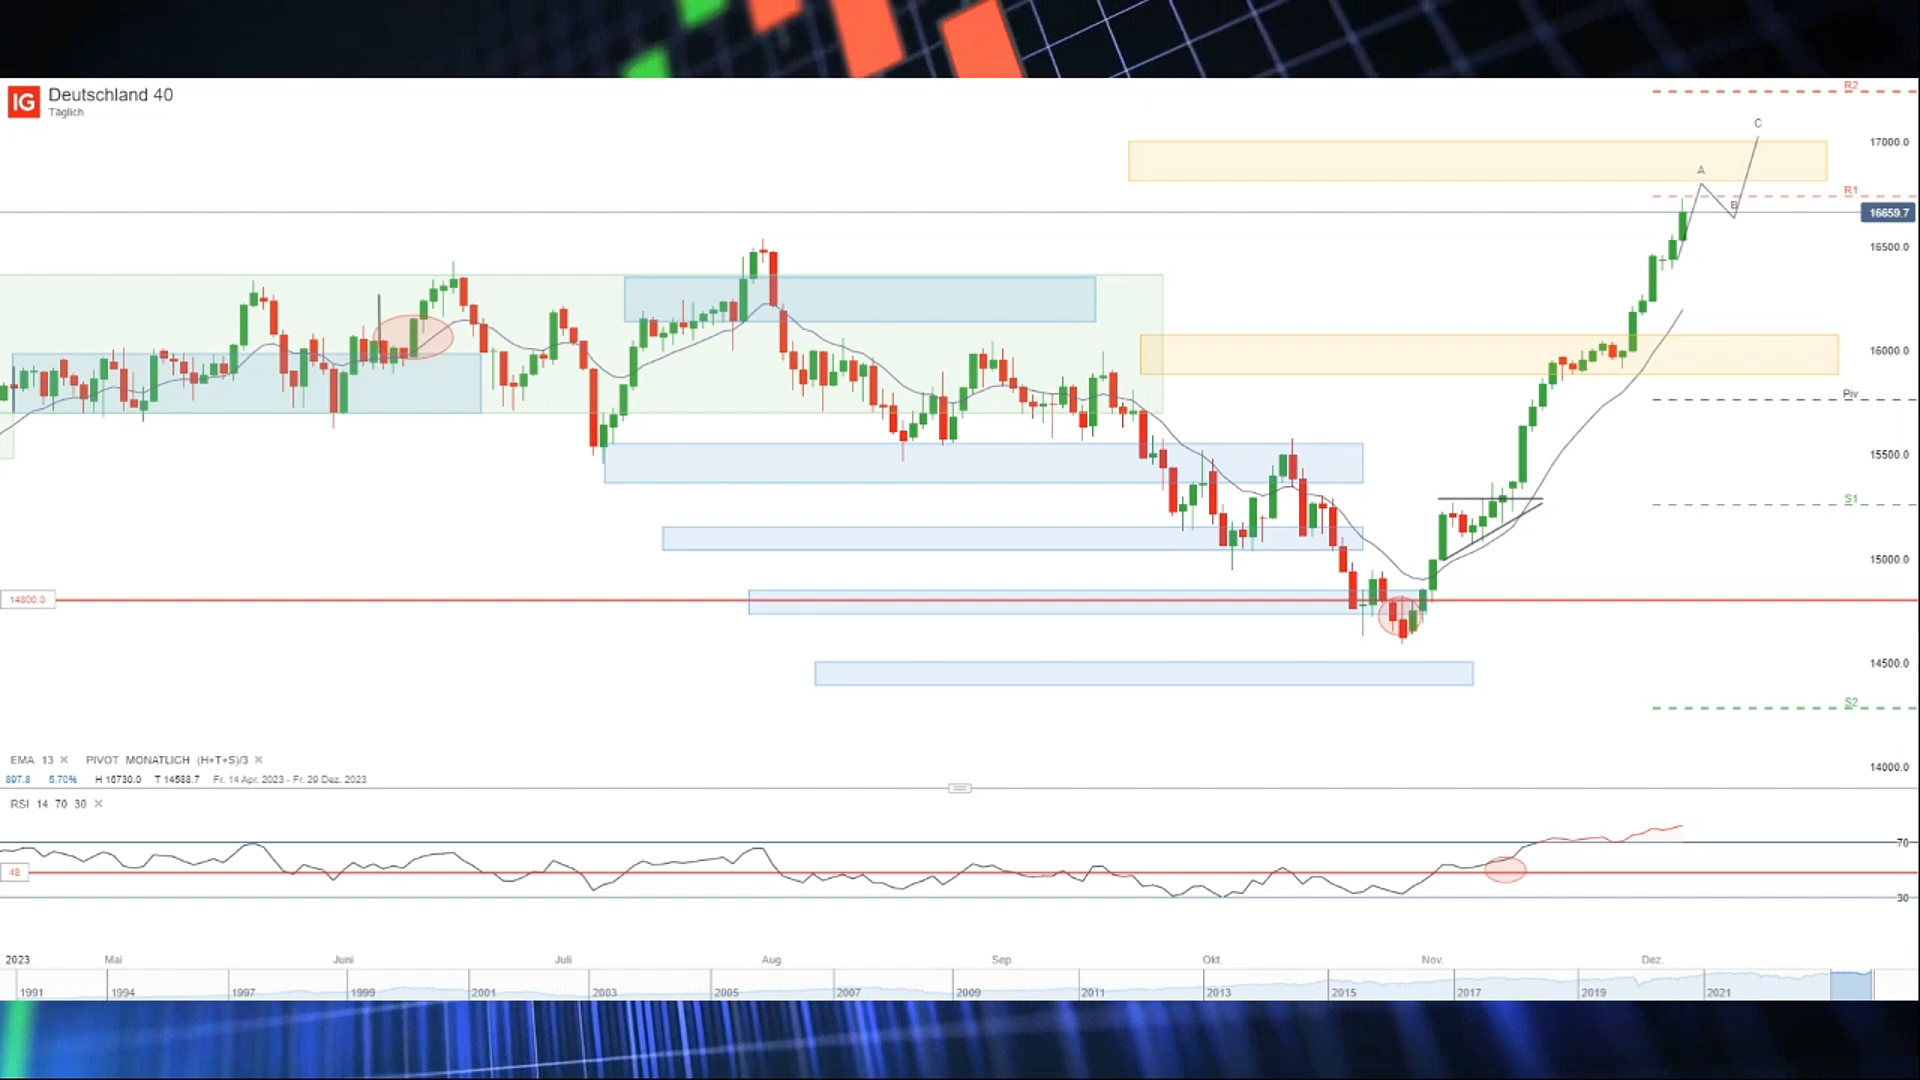 IG Deutschland 40
Täglich
R2
C
17000.0
A
R1
B
16659.7
16500.0
16000.0
Piv
15500.0
S1
15000.0
14800.0
14500.0
S2
14000.0
EMA 13 × PIVOT MONATLICH (H+T+S)/3 ×
897.8 5.70% H 16730.0 T 14588.7 Fr. 14 Apr. 2023 - Fr. 29 Dez. 2023
RSI 14 70 30 ×
70
48
30
2023 Mai Juni Juli Aug. Sep. Okt. Nov. Dez.
1991 1994 1997 1999 2001 2003 2005 2007 2009 2011 2013 2015 2017 2019 2021